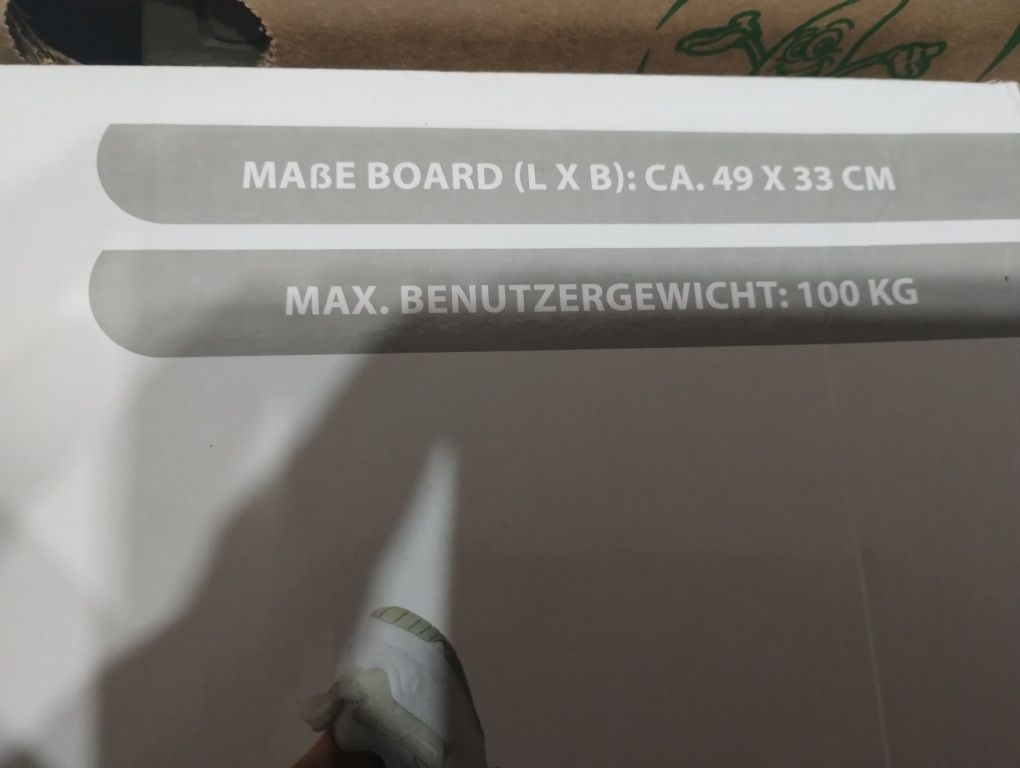 MAßE BOARD (L X B): CA. 49 X 33 CM
MAX. BENUTZERGEWICHT: 100 KG